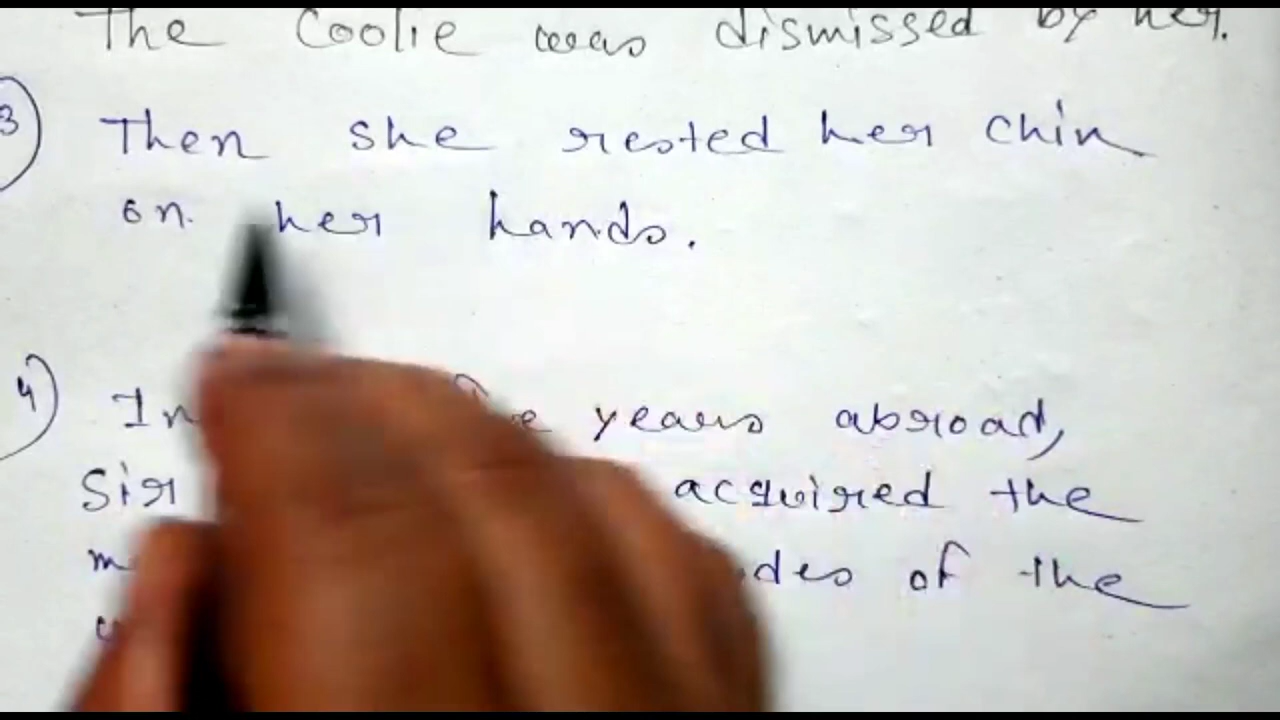 The Coolie was dismissed by her.
3 Then she rested her chin
on her hands.
4) In years abroad,
Sir acquired the
of the